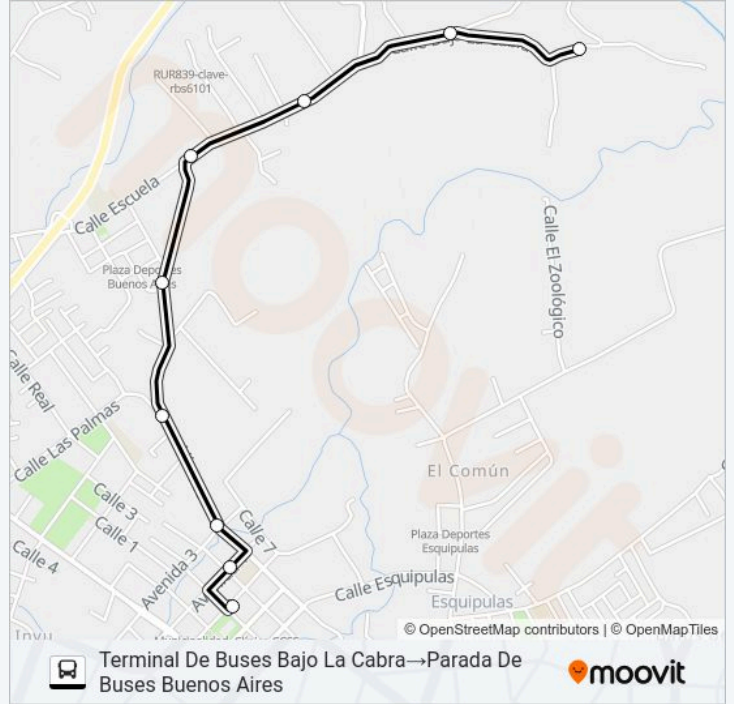 RUR839-clave-
rbs6101
Calle Escuela
Plaza Deportes
Buenos Aires
Calle El Zoológico
Calle Real
Calle Las Palmas
Calle 3
Calle 1
Calle 4
Calle 7
Avenida 3
El Común
Plaza Deportes
Esquipulas
Calle Esquipulas
Esquipulas
Invu
moovit
© OpenStreetMap contributors | © OpenMapTiles
Terminal De Buses Bajo La Cabra→Parada De
Buses Buenos Aires
moovit